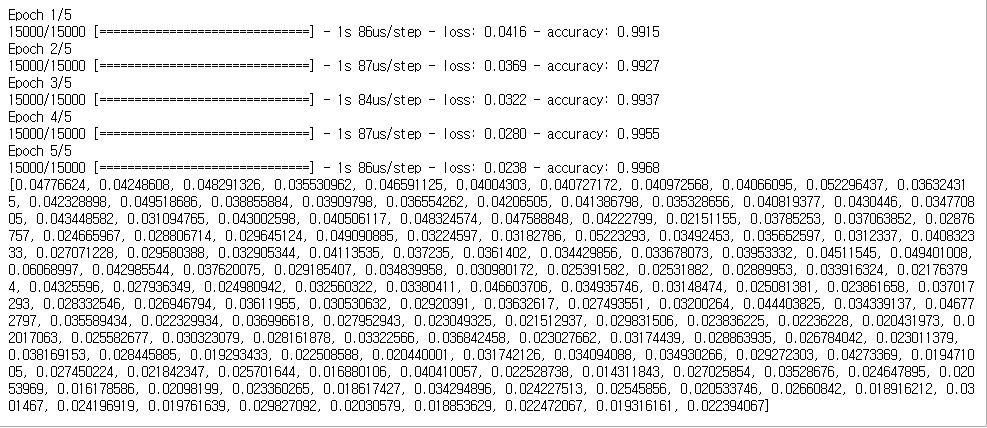 Epoch 1/5
15000/15000 [==============================] - 1s 86us/step - loss: 0.0416 - accuracy: 0.9915
Epoch 2/5
15000/15000 [==============================] - 1s 87us/step - loss: 0.0369 - accuracy: 0.9927
Epoch 3/5
15000/15000 [==============================] - 1s 84us/step - loss: 0.0322 - accuracy: 0.9937
Epoch 4/5
15000/15000 [==============================] - 1s 87us/step - loss: 0.0280 - accuracy: 0.9955
Epoch 5/5
15000/15000 [==============================] - 1s 86us/step - loss: 0.0238 - accuracy: 0.9968
[0.04776624, 0.04248608, 0.048291326, 0.035530962, 0.046591125, 0.04004303, 0.040727172, 0.040972568, 0.04066095, 0.052296437, 0.03632431
5, 0.042328898, 0.049518686, 0.038855884, 0.03909798, 0.036554262, 0.04206505, 0.041386798, 0.035328656, 0.040819377, 0.0430446, 0.0347708
05, 0.043448582, 0.031094765, 0.043002598, 0.040506117, 0.048324574, 0.047588848, 0.04222799, 0.02151155, 0.03785253, 0.037063852, 0.02876
757, 0.024665967, 0.028806714, 0.029645124, 0.049090885, 0.03224597, 0.03182786, 0.05223293, 0.03492453, 0.035652597, 0.0312337, 0.0408323
33, 0.027071228, 0.029580388, 0.032905344, 0.04113535, 0.037235, 0.0361402, 0.034429856, 0.033678073, 0.03953332, 0.04511545, 0.049401008,
0.06068997, 0.042985544, 0.037620075, 0.029185407, 0.034839958, 0.030980172, 0.025391582, 0.02531882, 0.02889953, 0.033916324, 0.02176379
4, 0.04325596, 0.027936349, 0.024980942, 0.032560322, 0.03380411, 0.046603706, 0.034935746, 0.03148474, 0.025081381, 0.023861658, 0.037017
293, 0.028332546, 0.026946794, 0.03611955, 0.030530632, 0.02920391, 0.03632617, 0.027493551, 0.03200264, 0.044403825, 0.034339137, 0.04677
2797, 0.035589434, 0.022329934, 0.036996618, 0.027952943, 0.023049325, 0.021512937, 0.029831506, 0.023836225, 0.02236228, 0.020431973, 0.02
2017063, 0.025582677, 0.030323079, 0.028161878, 0.03322566, 0.036842458, 0.023027662, 0.03174439, 0.028863935, 0.026784042, 0.023011379,
0.038169153, 0.028445885, 0.019293433, 0.022508588, 0.020440001, 0.031742126, 0.034094088, 0.034930266, 0.029272303, 0.04273369, 0.0194710
05, 0.027450224, 0.021842347, 0.025701644, 0.016880106, 0.040410057, 0.022528738, 0.014311843, 0.027025854, 0.03528676, 0.024647895, 0.020
53969, 0.016178586, 0.02098199, 0.023360265, 0.018617427, 0.034294896, 0.024227513, 0.02545856, 0.020533746, 0.02660842, 0.018916212, 0.030
1467, 0.024196919, 0.019761639, 0.029827092, 0.02030579, 0.018853629, 0.022472067, 0.019316161, 0.022394067]